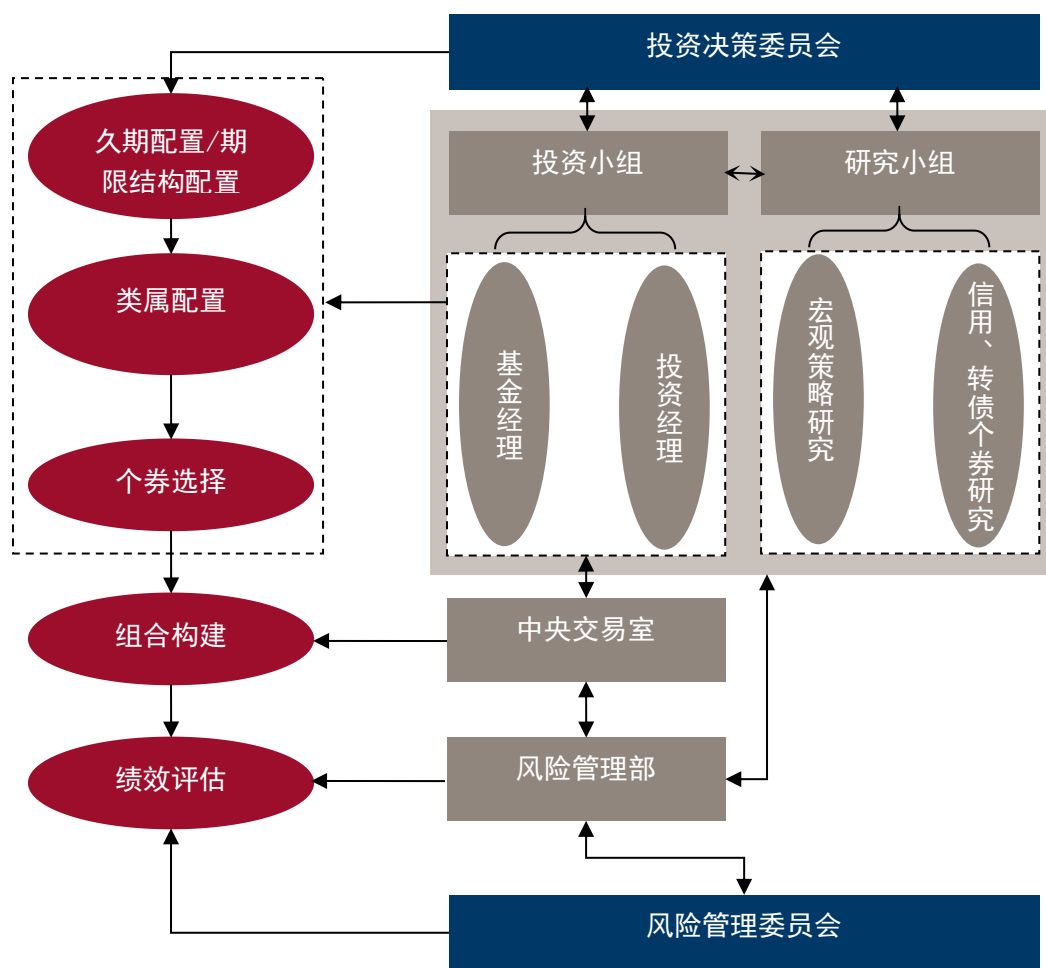 投资决策委员会
久期配置/期
限结构配置
投资小组
研究小组
类属配置
基金经理
投资经理
宏观策略研究
信用、转债个券研究
个券选择
组合构建
中央交易室
绩效评估
风险管理部
风险管理委员会